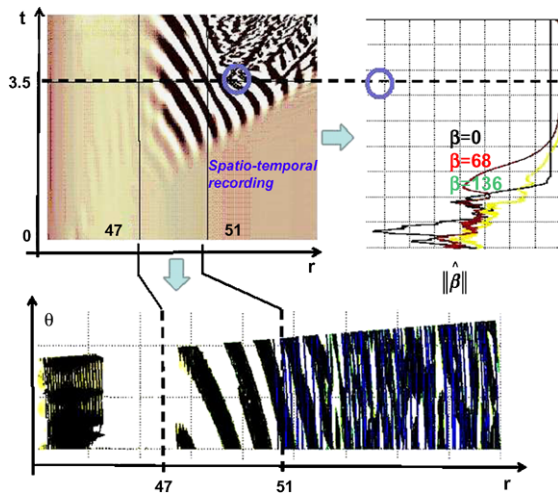 t
3.5
0
47
51
r
Spatio-temporal
recording
β=0
β=68
β=136
‖β̂‖
θ
47
51
r